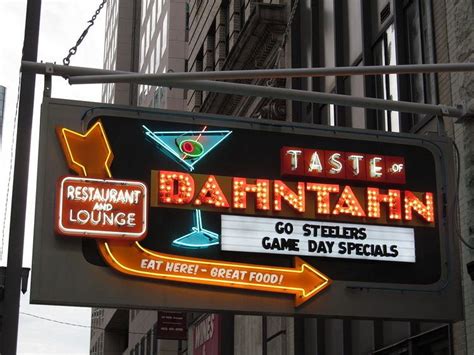 TASTE OF
DAHNTAHN
RESTAURANT
AND
LOUNGE
GO STEELERS
GAME DAY SPECIALS
EAT HERE! - GREAT FOOD!